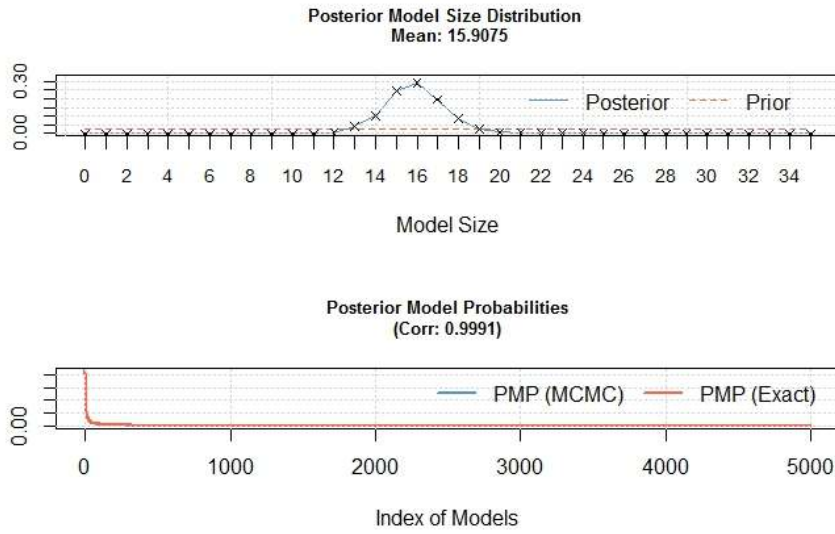 Posterior Model Size Distribution
Mean: 15.9075
0.30
0.00
Posterior Prior
0 2 4 6 8 10 12 14 16 18 20 22 24 26 28 30 32 34
Model Size
Posterior Model Probabilities
(Corr: 0.9991)
0.00
PMP (MCMC) PMP (Exact)
0 1000 2000 3000 4000 5000
Index of Models